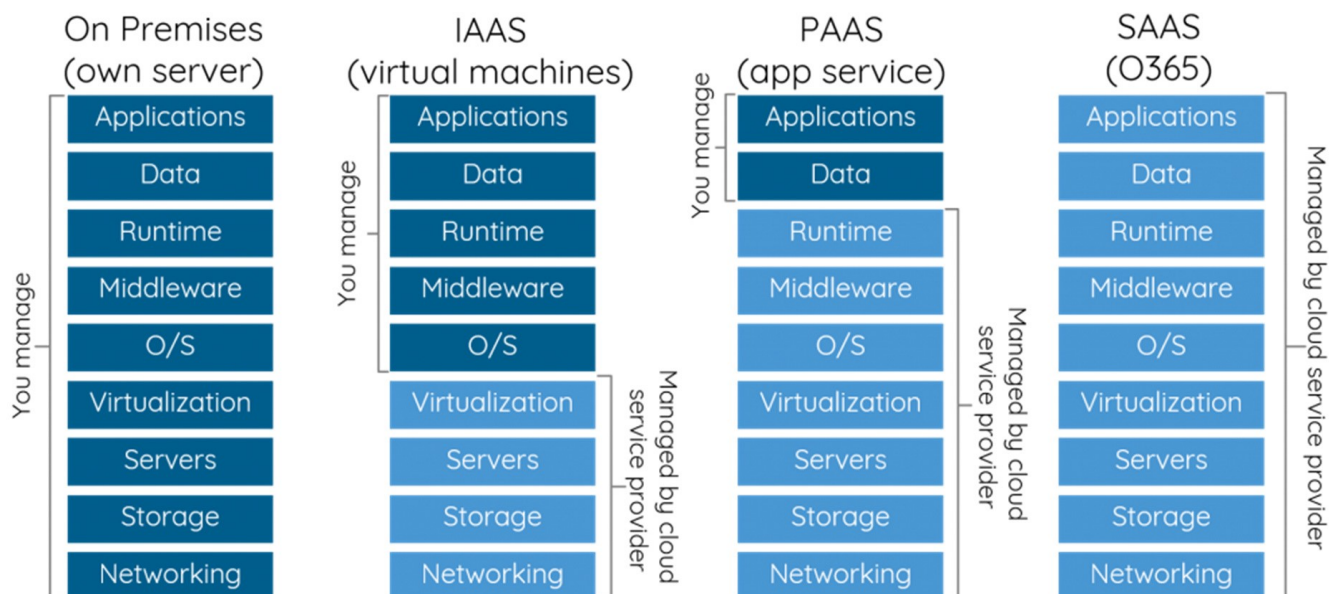 On Premises
(own server)
You manage
Applications
Data
Runtime
Middleware
O/S
Virtualization
Servers
Storage
Networking
IAAS
(virtual machines)
You manage
Applications
Data
Runtime
Middleware
O/S
Virtualization
Servers
Storage
Networking
Managed by cloud
service provider
PAAS
(app service)
You manage
Applications
Data
Runtime
Middleware
O/S
Virtualization
Servers
Storage
Networking
Managed by cloud
service provider
SAAS
(O365)
Applications
Data
Runtime
Middleware
O/S
Virtualization
Servers
Storage
Networking
Managed by cloud service provider